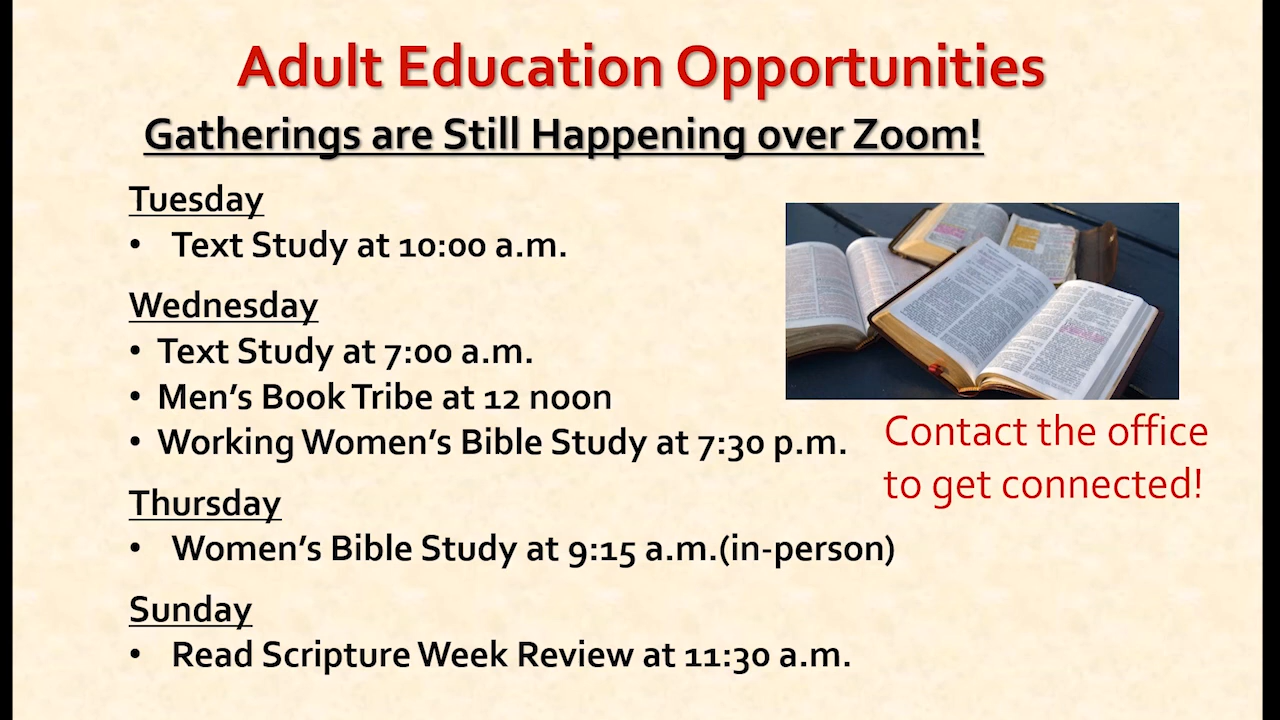 Adult Education Opportunities
Gatherings are Still Happening over Zoom!
Tuesday
• Text Study at 10:00 a.m.
Wednesday
• Text Study at 7:00 a.m.
• Men's Book Tribe at 12 noon
• Working Women's Bible Study at 7:30 p.m.
Contact the office
to get connected!
Thursday
• Women's Bible Study at 9:15 a.m.(in-person)
Sunday
• Read Scripture Week Review at 11:30 a.m.